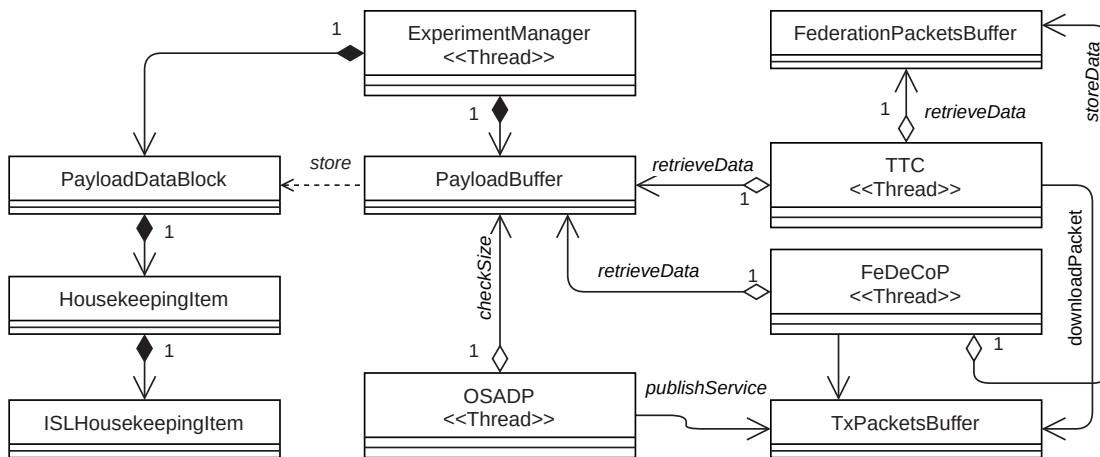 1
ExperimentManager
<<Thread>>
1
FederationPacketsBuffer
storeData
1
retrieveData
PayloadDataBlock
store
PayloadBuffer
retrieveData
1
TTC
<<Thread>>
1
checkSize
retrieveData
1
FeDeCoP
<<Thread>>
downloadPacket
HousekeepingItem
1
1
1
ISLHousekeepingItem
OSADP
<<Thread>>
publishService
TxPacketsBuffer